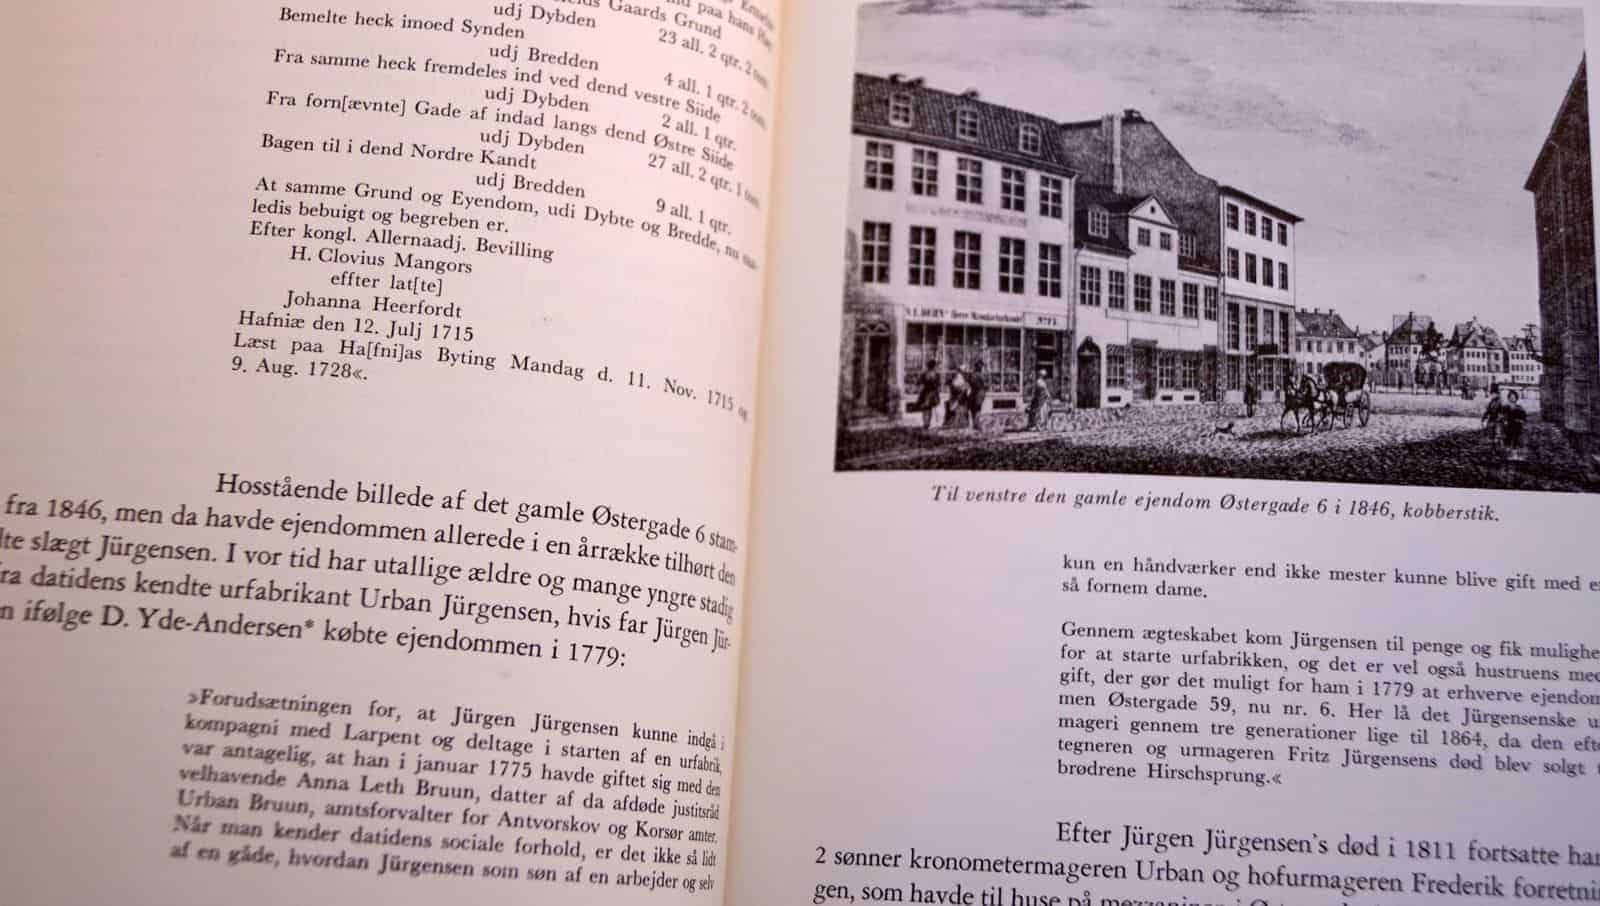 paa hans
Gaards Grund
udj Dybden
23 all. 2 qtr. 2
Bemelte heck imoed Synden
udj Bredden
4 all. 1 qtr. 2
Fra samme heck fremdeles ind ved dend vestre Siide
udj Dybden
2 all. 1 qtr.
Fra forn[ævnte] Gade af indad langs dend Østre Siide
udj Dybden
27 all. 2 qtr. 1 tom.
Bagen til i dend Nordre Kandt
udj Bredden
9 all. 1 qtr.
At samme Grund og Eyendom, udi Dybte og Bredde, nu
ledis bebuigt og begreben er.
Efter kongl. Allernaadj. Bevilling
H. Clovius Mangors
effter lat[te]
Johanna Heerfordt
Hafniæ den 12. Julj 1715
Læst paa Ha[fni]as Byting Mandag d. 11. Nov. 1715 og
9. Aug. 1728«.
Hosstående billede af det gamle Østergade 6 stam-
fra 1846, men da havde ejendommen allerede i en årrække tilhørt den
slægt Jürgensen. I vor tid har utallige ældre og mange yngre stadig
datidens kendte urfabrikant Urban Jürgensen, hvis far Jürgen Jür-
ifølge D. Yde-Andersen* købte ejendommen i 1779:
»Forudsætningen for, at Jürgen Jürgensen kunne indgå i
kompagni med Larpent og deltage i starten af en urfabrik,
var antagelig, at han i januar 1775 havde giftet sig med den
velhavende Anna Leth Bruun, datter af da afdøde justitsråd
Urban Bruun, amtsforvalter for Antvorskov og Korsør amter.
Når man kender datidens sociale forhold, er det ikke så lidt
af en gåde, hvordan Jürgensen som søn af en arbejder og selv
Til venstre den gamle ejendom Østergade 6 i 1846, kobberstik.
kun en håndværker end ikke mester kunne blive gift med
så fornem dame.
Gennem ægteskabet kom Jürgensen til penge og fik mulighe
for at starte urfabrikken, og det er vel også hustruens med
gift, der gør det muligt for ham i 1779 at erhverve ejendom
men Østergade 59, nu nr. 6. Her lå det Jürgensenske u
mageri gennem tre generationer lige til 1864, da den eft
tegneren og urmageren Fritz Jürgensens død blev solgt t
brødrene Hirschsprung.«
Efter Jürgen Jürgensen's død i 1811 fortsatte han
2 sønner kronometermageren Urban og hofurmageren Frederik forretni
gen, som havde til huse på